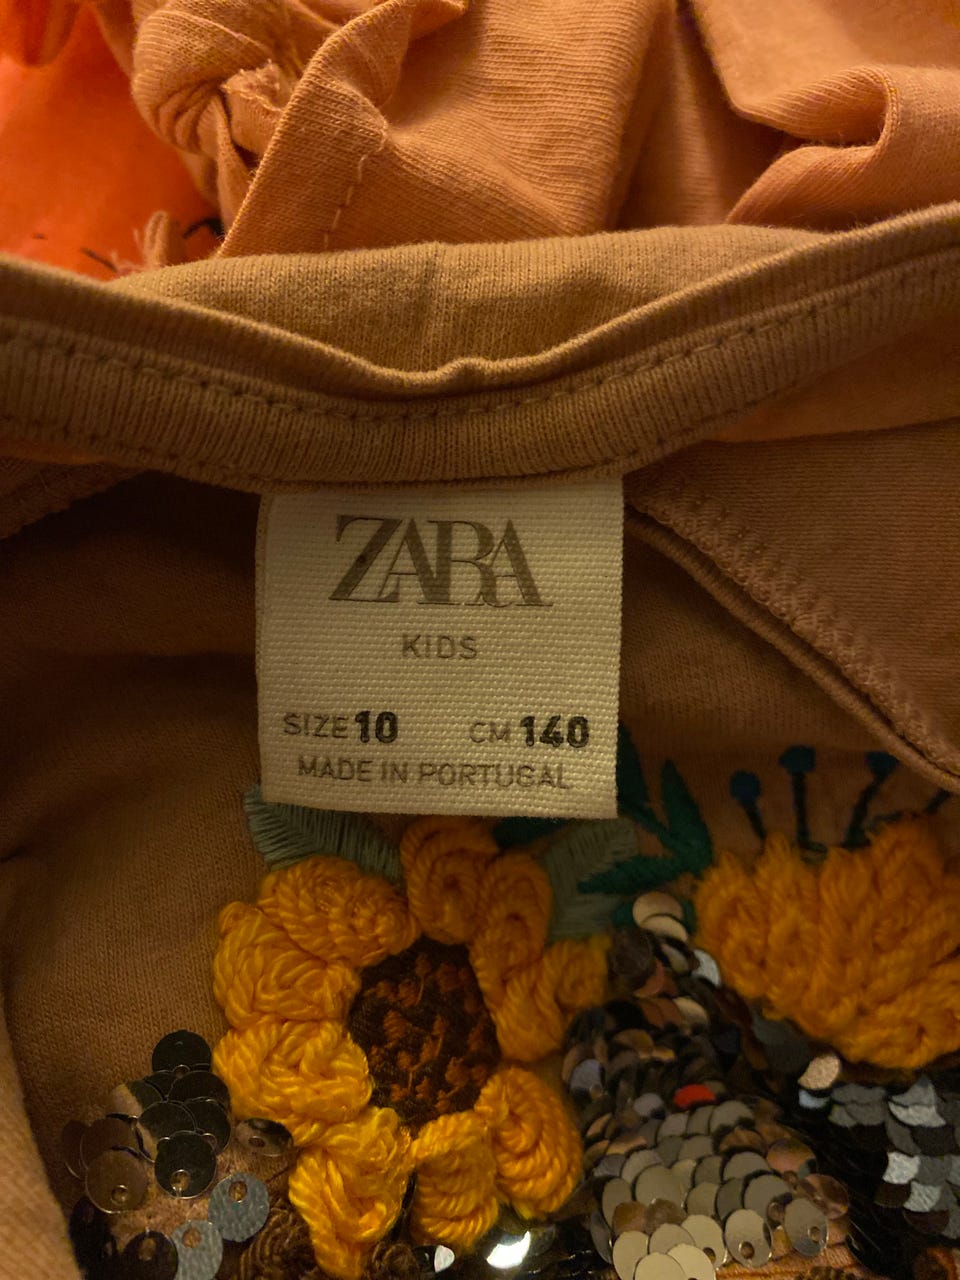 ZARA
KIDS
SIZE 10 CM 140
MADE IN PORTUGAL